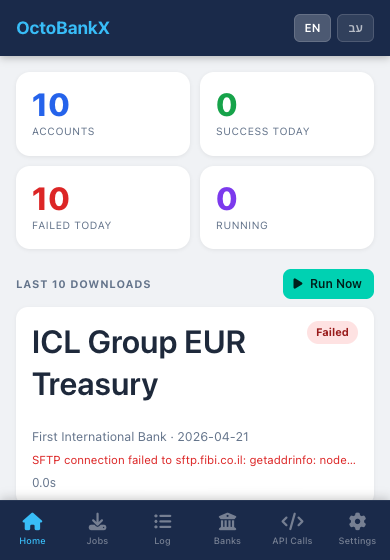 OctoBankX
EN
עב
10
ACCOUNTS
0
SUCCESS TODAY
10
FAILED TODAY
0
RUNNING
LAST 10 DOWNLOADS
Run Now
ICL Group EUR
Treasury
Failed
First International Bank · 2026-04-21
SFTP connection failed to sftp.fibi.co.il: getaddrinfo: node...
0.0s
Home
Jobs
Log
Banks
API Calls
Settings